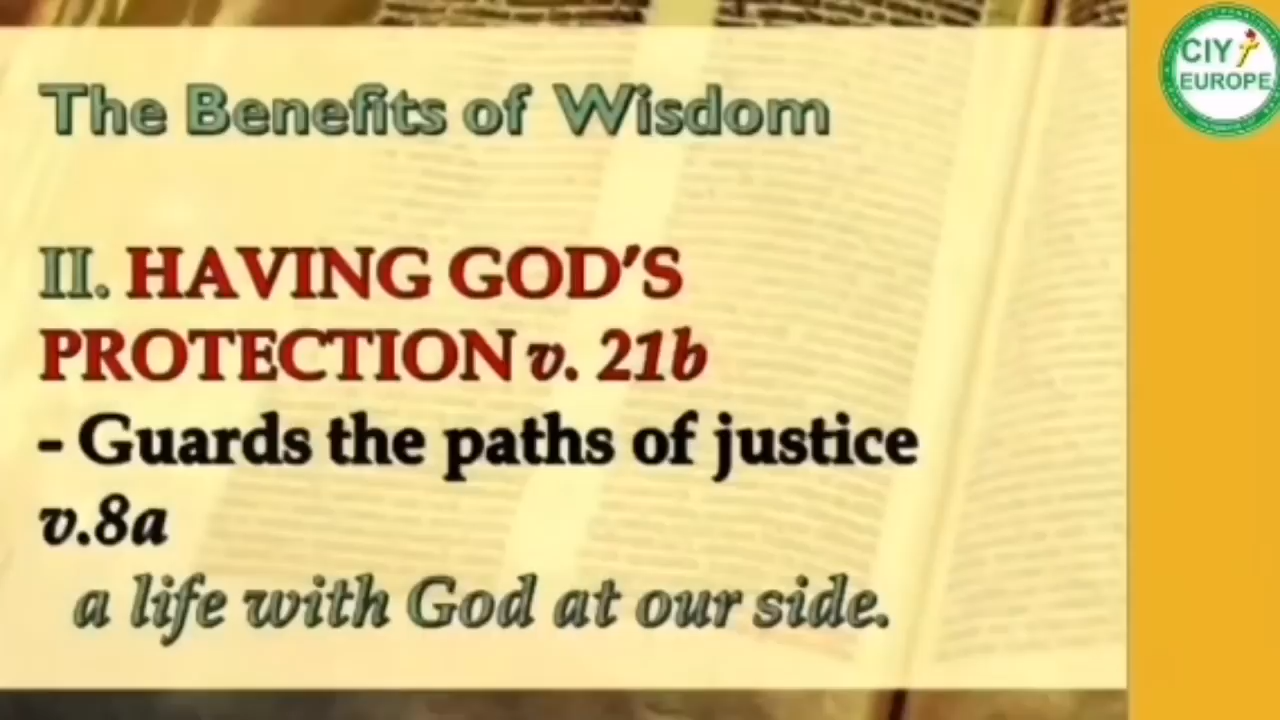 The Benefits of Wisdom
II. HAVING GOD'S
PROTECTION v. 21b
- Guards the paths of justice
v.8a
a life with God at our side.
CIY
EUROPE